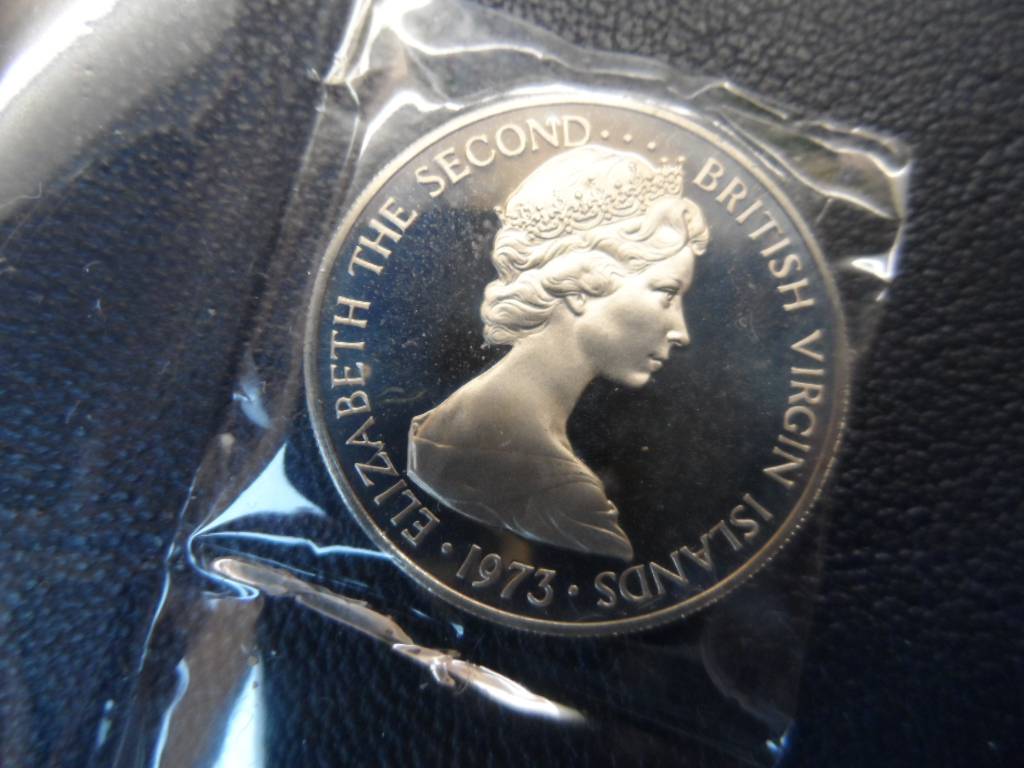 ELIZABETH THE SECOND.... BRITISH VIRGIN ISLANDS
· 1973 ·